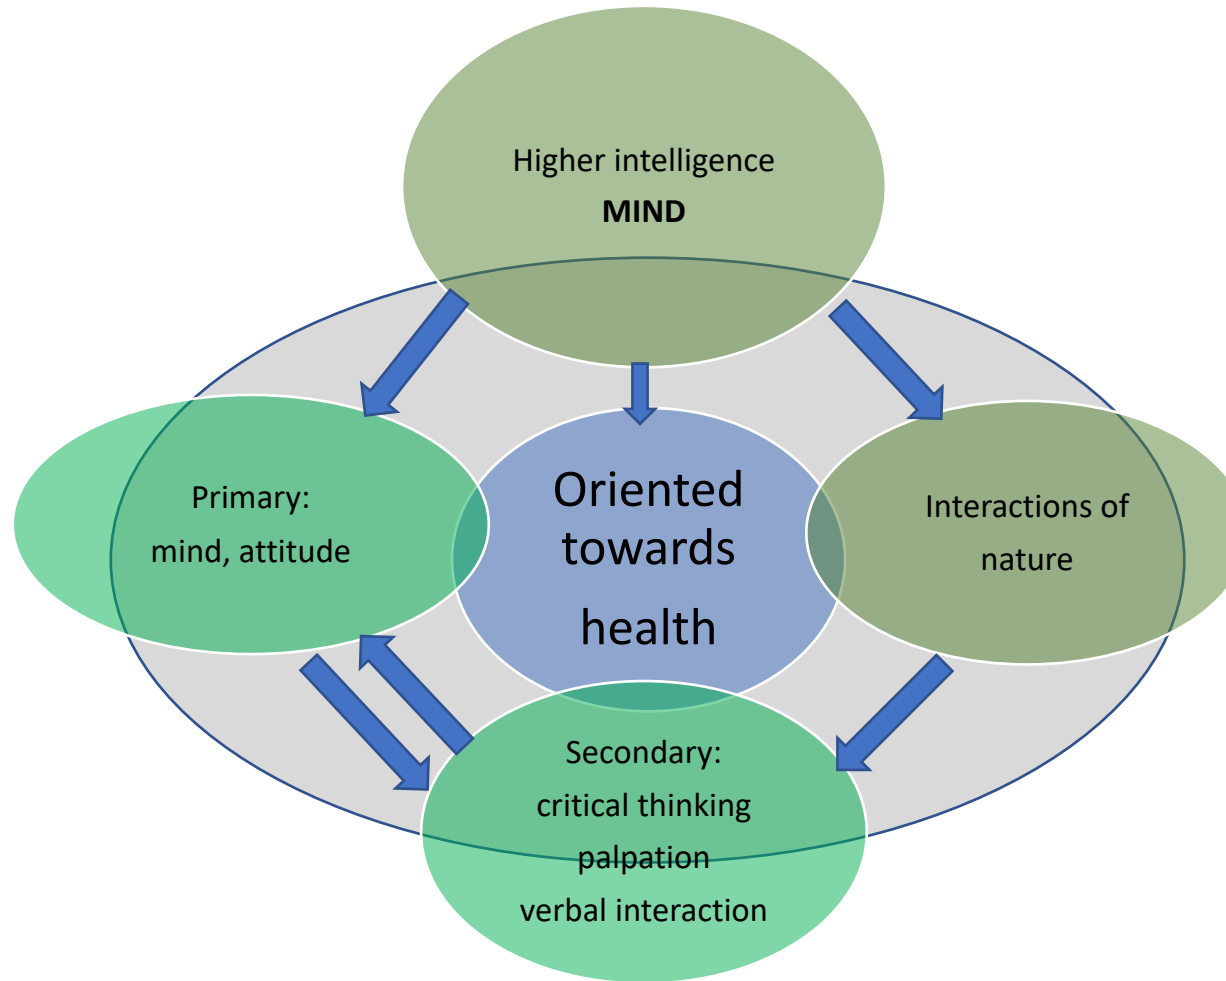 Higher intelligence
MIND
Primary:
mind, attitude
Oriented
towards
health
Interactions of
nature
Secondary:
critical thinking
palpation
verbal interaction